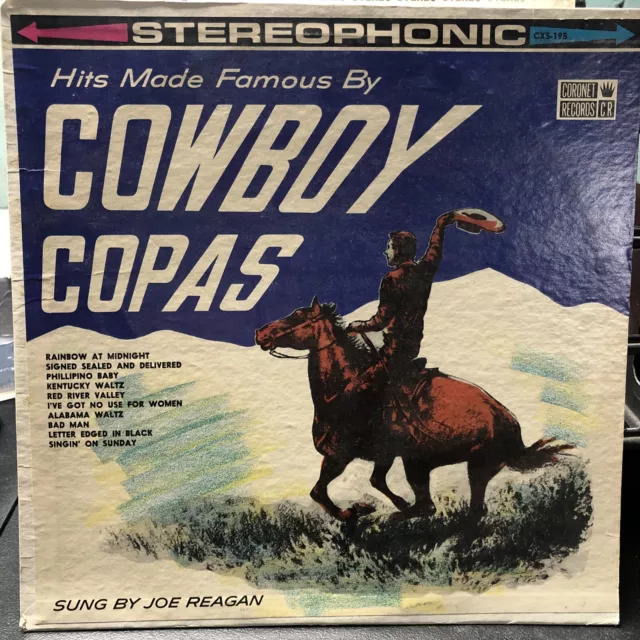 STEREOPHONIC
CXS-195
Hits Made Famous By
CORONET
RECORDS CR
COWBOY
COPAS
RAINBOW AT MIDNIGHT
SIGNED SEALED AND DELIVERED
PHILLIPINO BABY
KENTUCKY WALTZ
RED RIVER VALLEY
I'VE GOT NO USE FOR WOMEN
ALABAMA WALTZ
BAD MAN
LETTER EDGED IN BLACK
SINGIN' ON SUNDAY
SUNG BY JOE REAGAN